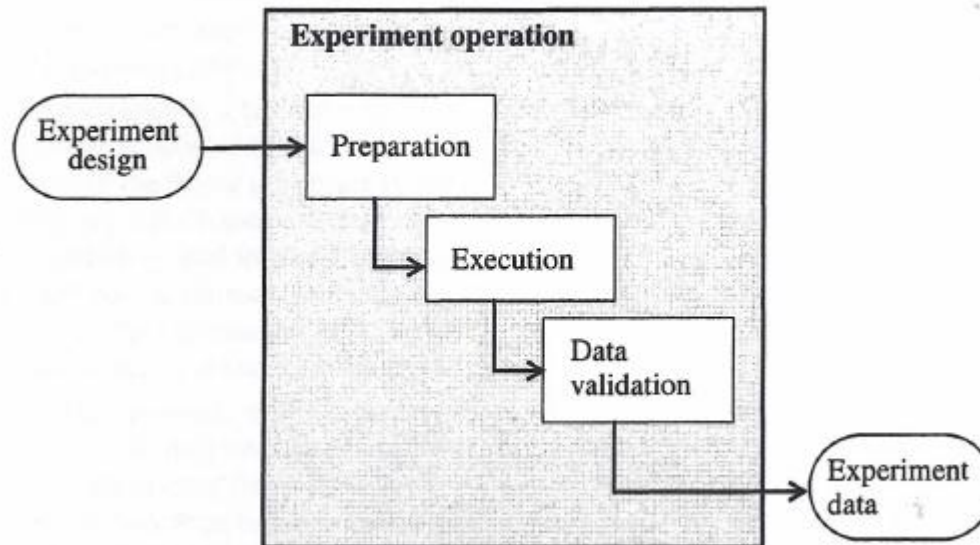 Experiment operation
Experiment
design
Preparation
Execution
Data
validation
Experiment
data